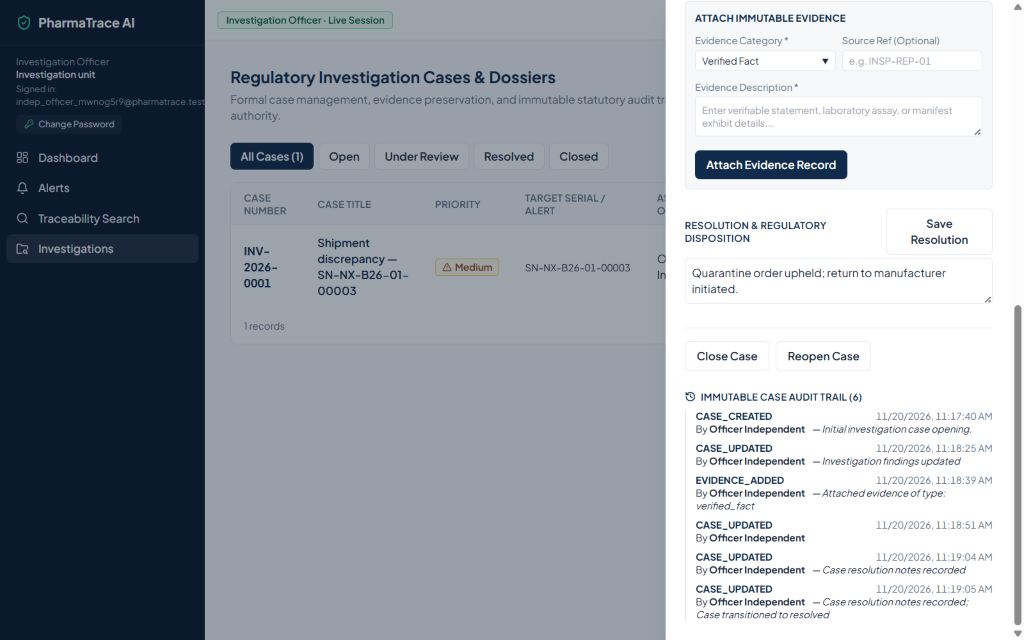 PharmaTrace AI
Investigation Officer
Investigation unit
Signed in:
indep_officer_mwnog5r9@pharmatrace.test
Change Password
Dashboard
Alerts
Traceability Search
Investigations
Investigation Officer · Live Session
Regulatory Investigation Cases & Dossiers
Formal case management, evidence preservation, and immutable statutory audit
authority.
All Cases (1)
Open
Under Review
Resolved
Closed
CASE NUMBER
CASE TITLE
PRIORITY
TARGET SERIAL / ALERT
INV-2026-0001
Shipment discrepancy — SN-NX-B26-01-00003
Medium
SN-NX-B26-01-00003
1 records
ATTACH IMMUTABLE EVIDENCE
Evidence Category *
Source Ref (Optional)
Verified Fact
e.g. INSP-REP-01
Evidence Description *
Enter verifiable statement, laboratory assay, or manifest
exhibit details...
Attach Evidence Record
RESOLUTION & REGULATORY
DISPOSITION
Save
Resolution
Quarantine order upheld; return to manufacturer
initiated.
Close Case
Reopen Case
IMMUTABLE CASE AUDIT TRAIL (6)
CASE_CREATED 11/20/2026, 11:17:40 AM
By Officer Independent — Initial investigation case opening.
CASE_UPDATED 11/20/2026, 11:18:25 AM
By Officer Independent — Investigation findings updated
EVIDENCE_ADDED 11/20/2026, 11:18:39 AM
By Officer Independent — Attached evidence of type:
verified_fact
CASE_UPDATED 11/20/2026, 11:18:51 AM
By Officer Independent
CASE_UPDATED 11/20/2026, 11:19:04 AM
By Officer Independent — Case resolution notes recorded
CASE_UPDATED 11/20/2026, 11:19:05 AM
By Officer Independent — Case resolution notes recorded;
Case transitioned to resolved